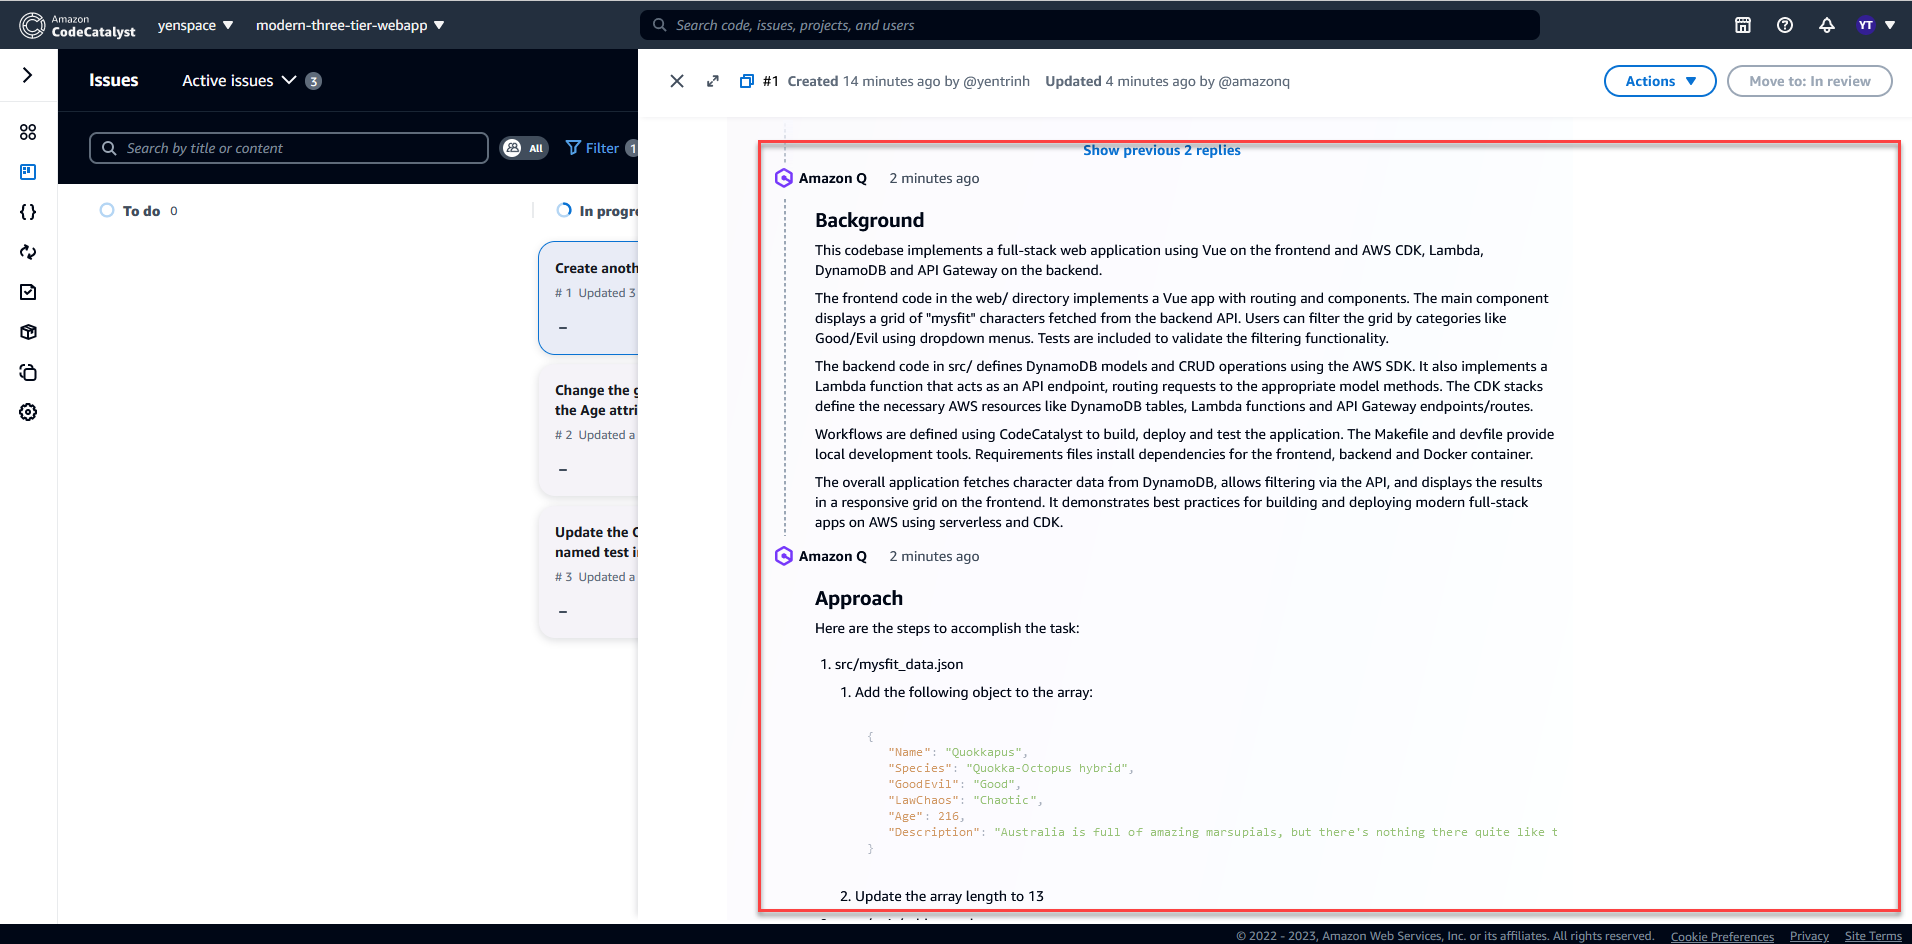 Amazon
CodeCatalyst
yenspace
modern-three-tier-webapp
Search code, issues, projects, and users
YT
Issues
Active issues
3
#1 Created 14 minutes ago by @yentrinh Updated 4 minutes ago by @amazonq
Actions
Move to: In review
Search by title or content
All
Filter
1
To do 0
In progre
Create anoth
# 1 Updated 3
–
Change the g
the Age attri
# 2 Updated a
–
Update the C
named test i
# 3 Updated a
–
Show previous 2 replies
Amazon Q 2 minutes ago
Background
This codebase implements a full-stack web application using Vue on the frontend and AWS CDK, Lambda,
DynamoDB and API Gateway on the backend.
The frontend code in the web/ directory implements a Vue app with routing and components. The main component
displays a grid of "mysfit" characters fetched from the backend API. Users can filter the grid by categories like
Good/Evil using dropdown menus. Tests are included to validate the filtering functionality.
The backend code in src/ defines DynamoDB models and CRUD operations using the AWS SDK. It also implements a
Lambda function that acts as an API endpoint, routing requests to the appropriate model methods. The CDK stacks
define the necessary AWS resources like DynamoDB tables, Lambda functions and API Gateway endpoints/routes.
Workflows are defined using CodeCatalyst to build, deploy and test the application. The Makefile and devfile provide
local development tools. Requirements files install dependencies for the frontend, backend and Docker container.
The overall application fetches character data from DynamoDB, allows filtering via the API, and displays the results
in a responsive grid on the frontend. It demonstrates best practices for building and deploying modern full-stack
apps on AWS using serverless and CDK.
Amazon Q 2 minutes ago
Approach
Here are the steps to accomplish the task:
1. src/mysfit_data.json
1. Add the following object to the array:
{
"Name": "Quokkapus",
"Species": "Quokka-Octopus hybrid",
"GoodEvil": "Good",
"LawChaos": "Chaotic",
"Age": 216,
"Description": "Australia is full of amazing marsupials, but there's nothing there quite like t
}
2. Update the array length to 13
© 2022 - 2023, Amazon Web Services, Inc. or its affiliates. All rights reserved.
Cookie Preferences
Privacy
Site Terms